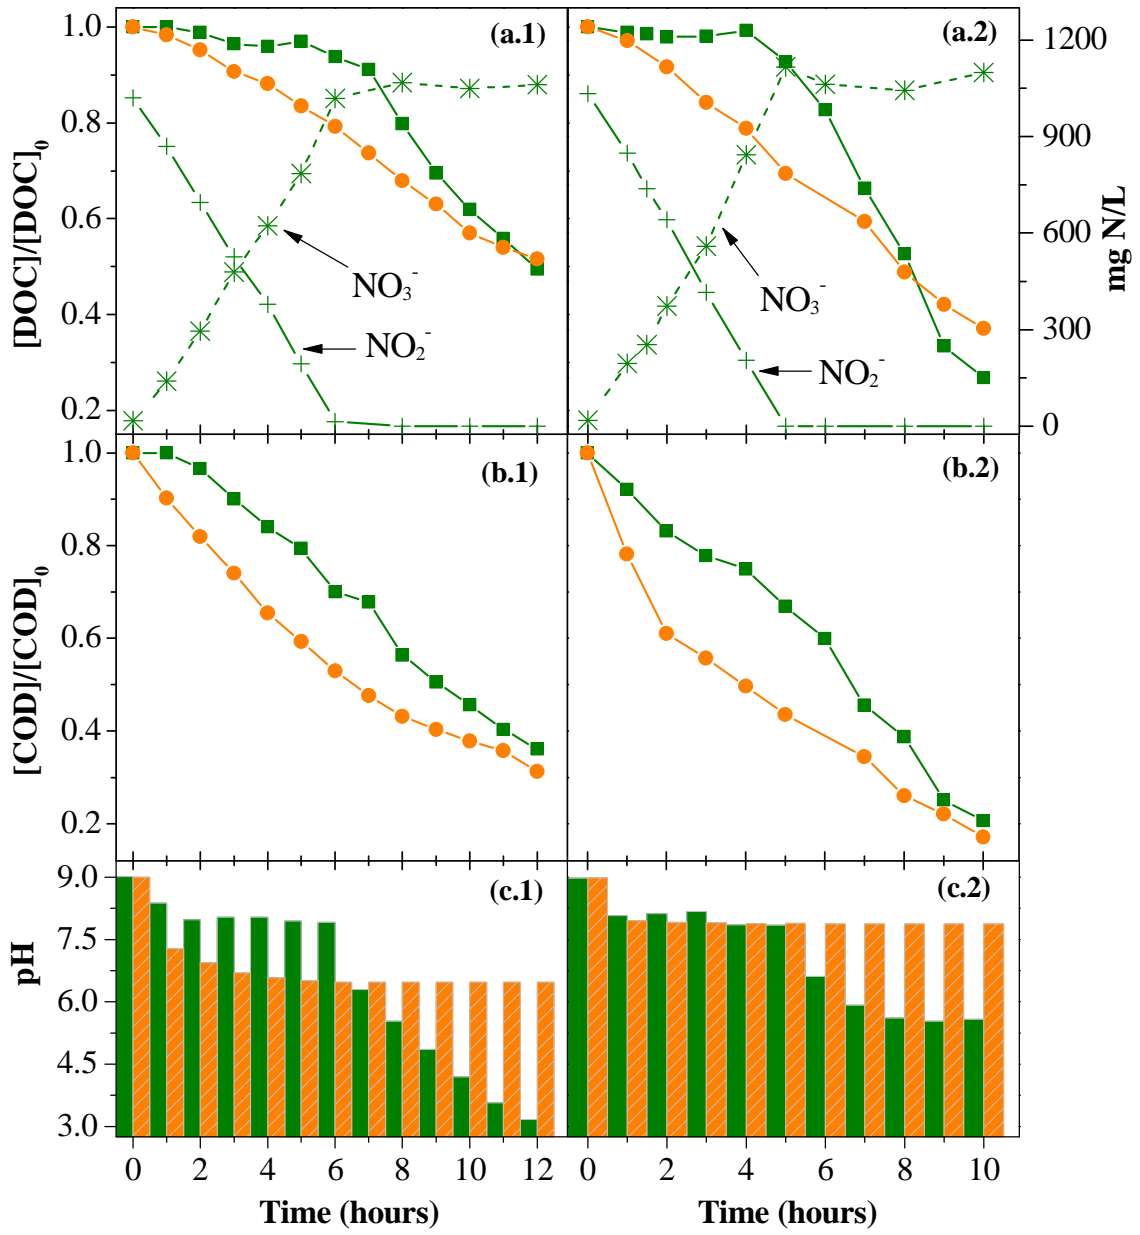 (a.1)
(a.2)
1.0
0.8
0.6
0.4
0.2
[DOC]/[DOC]₀
NO₃⁻
NO₂⁻
NO₃⁻
NO₂⁻
1200
900
600
300
0
mg N/L
(b.1)
(b.2)
1.0
0.8
0.6
0.4
0.2
[COD]/[COD]₀
(c.1)
(c.2)
9.0
7.5
6.0
4.5
3.0
pH
0 2 4 6 8 10 12
0 2 4 6 8 10
Time (hours)
Time (hours)